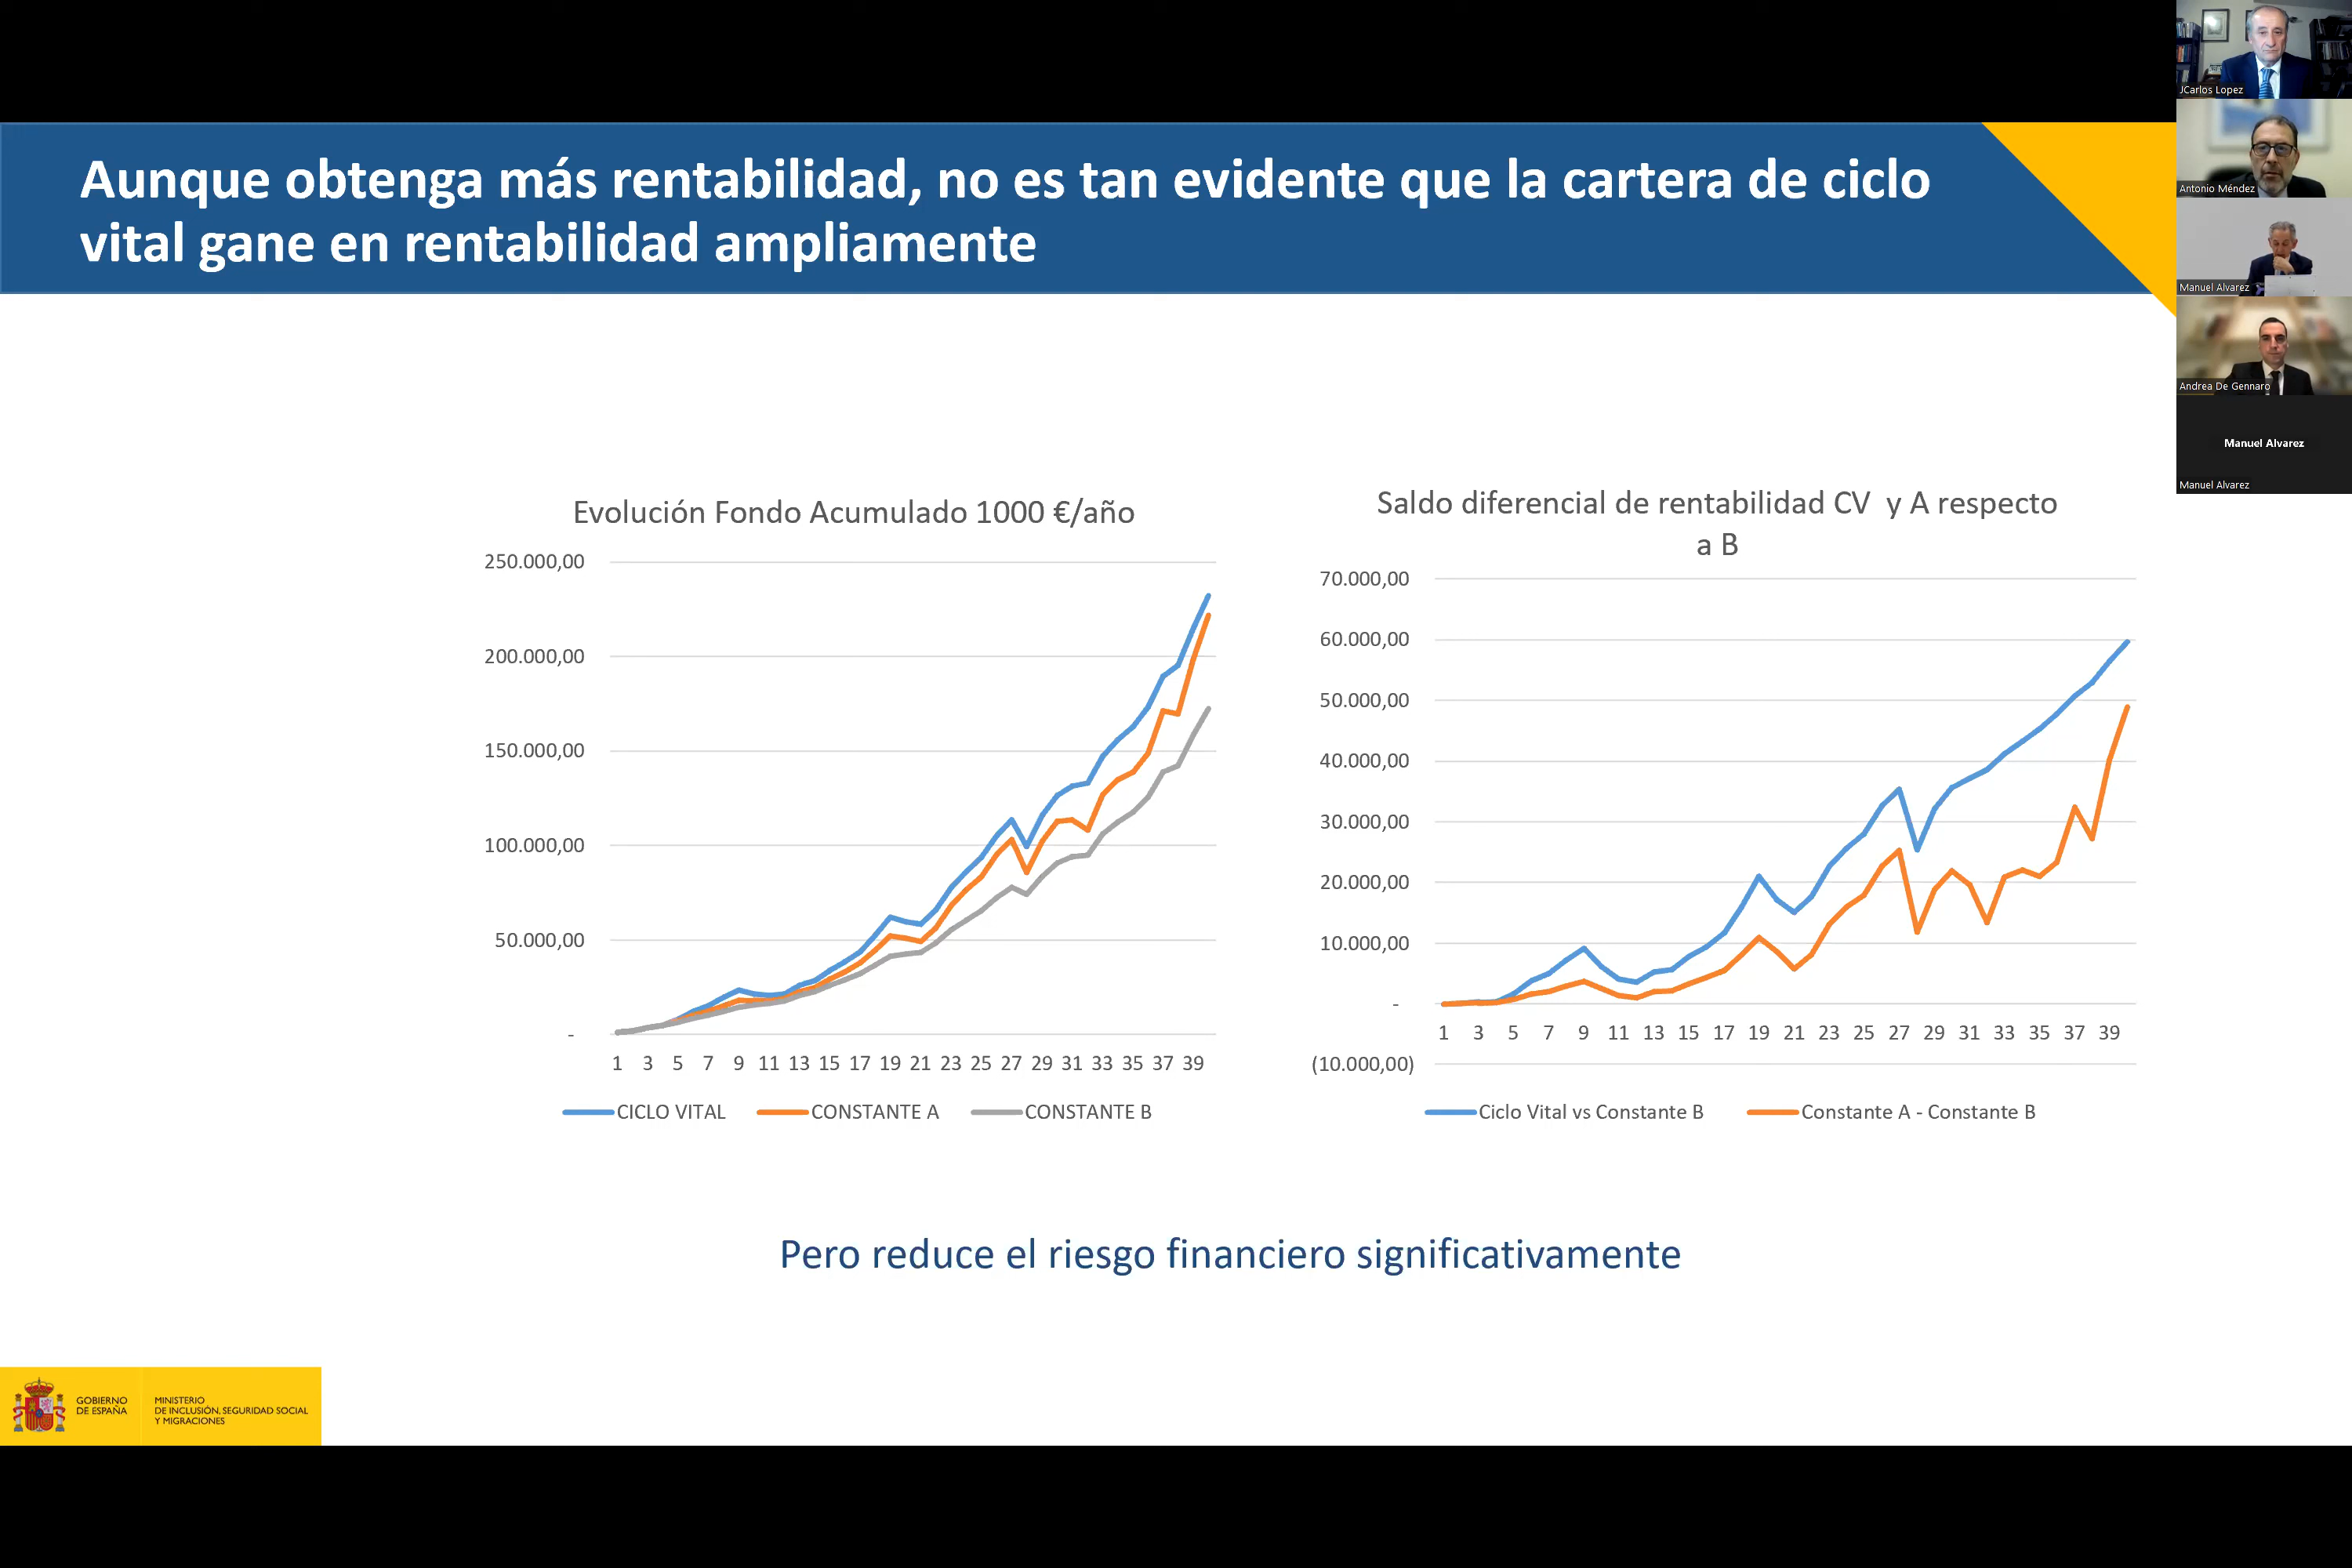 Aunque obtenga más rentabilidad, no es tan evidente que la cartera de ciclo
vital gane en rentabilidad ampliamente
JCarlos Lopez
Antonio Méndez
Manuel Alvarez
Andrea De Gennaro
Manuel Alvarez
Manuel Alvarez
Evolución Fondo Acumulado 1000 €/año
250.000,00
200.000,00
150.000,00
100.000,00
50.000,00
-
1 3 5 7 9 11 13 15 17 19 21 23 25 27 29 31 33 35 37 39
CICLO VITAL CONSTANTE A CONSTANTE B
Saldo diferencial de rentabilidad CV y A respecto
a B
70.000,00
60.000,00
50.000,00
40.000,00
30.000,00
20.000,00
10.000,00
-
1 3 5 7 9 11 13 15 17 19 21 23 25 27 29 31 33 35 37 39
(10.000,00)
Ciclo Vital vs Constante B Constante A - Constante B
Pero reduce el riesgo financiero significativamente
GOBIERNO
DE ESPAÑA
MINISTERIO
DE INCLUSIÓN, SEGURIDAD SOCIAL
Y MIGRACIONES